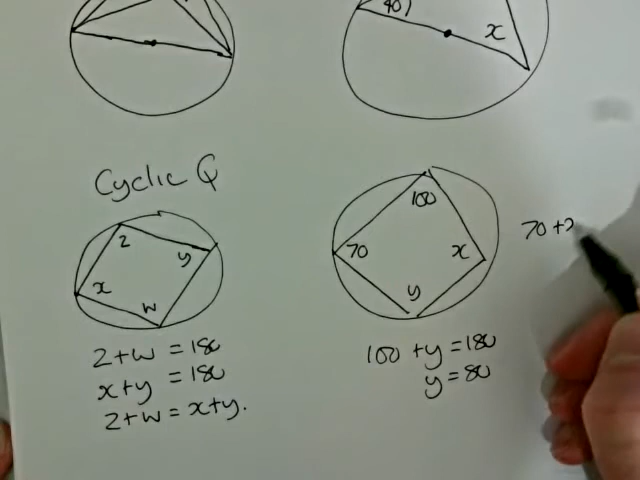 40
x
Cyclic Q
z
y
x
w
z+w = 180
x+y = 180
z+w = x+y.
100
70
x
y
100 +y = 180
y = 80
70 +x